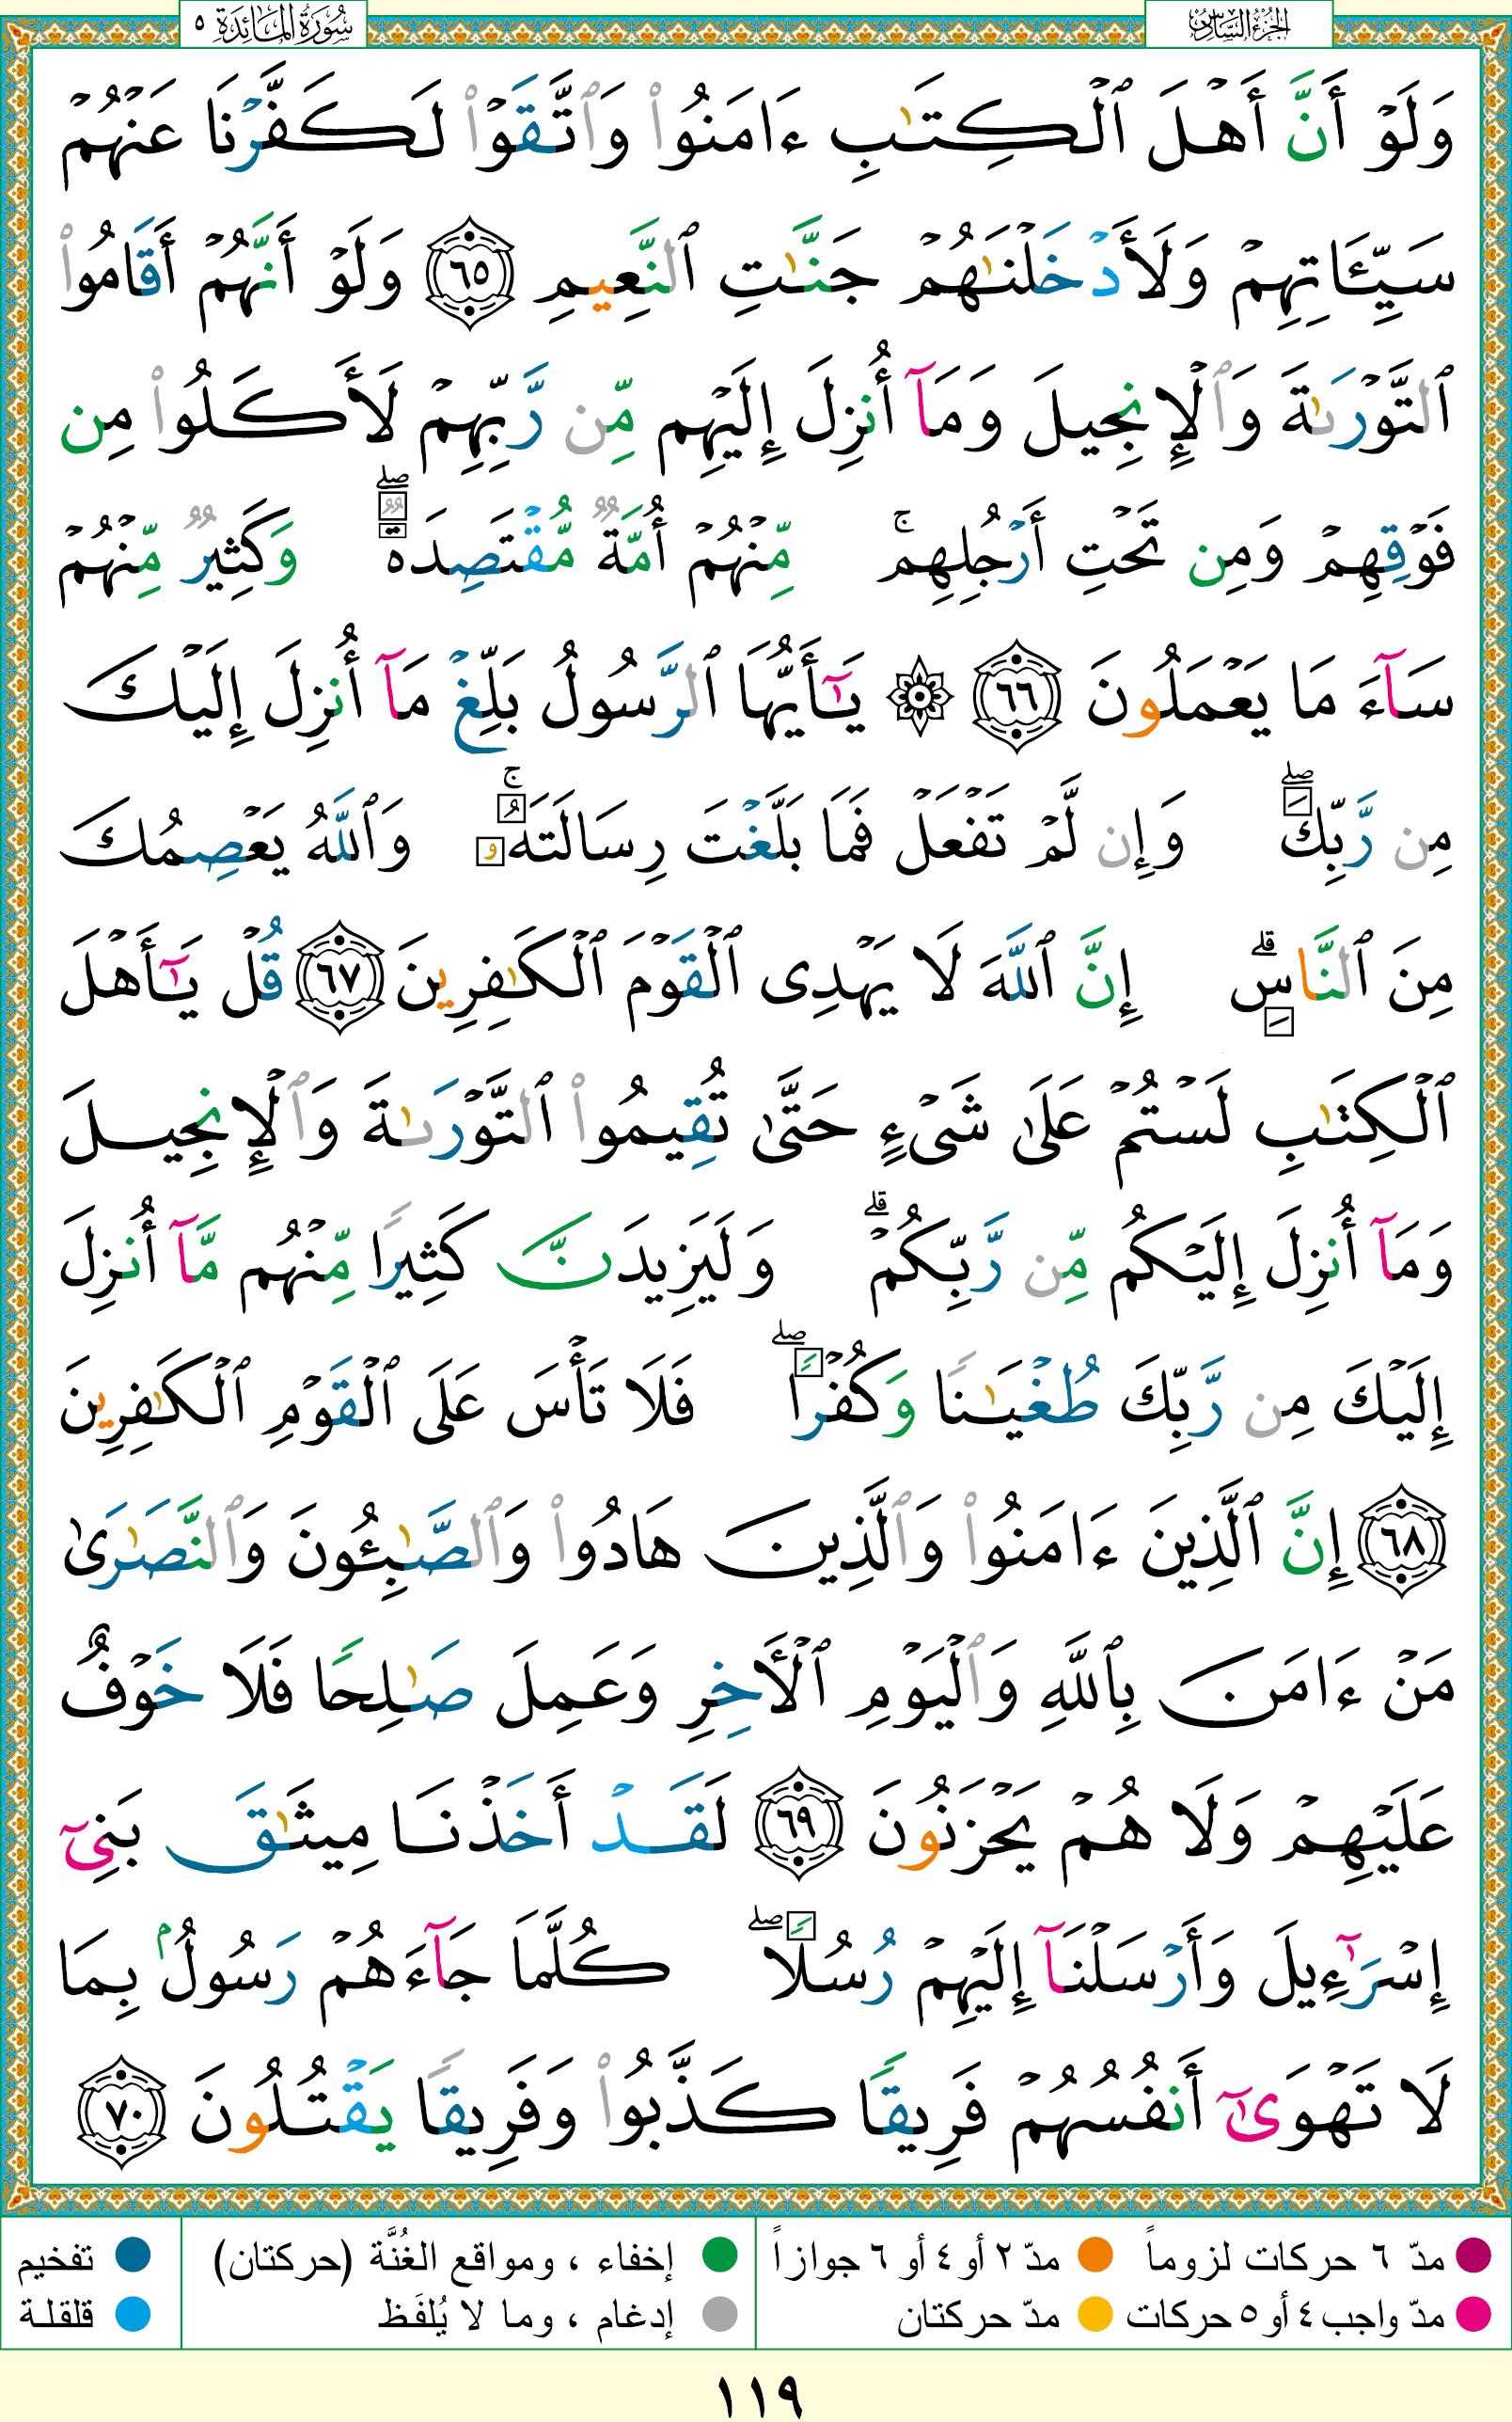 الجزء السادس
سورة المائدة ٥
وَلَوۡ أَنَّ أَهۡلَ ٱلۡكِتَٰبِ ءَامَنُواْ وَٱتَّقَوۡاْ لَكَفَّرۡنَا عَنۡهُمۡ
سَيِّـَٔاتِهِمۡ وَلَأَدۡخَلۡنَٰهُمۡ جَنَّٰتِ ٱلنَّعِيمِ ٦٥ وَلَوۡ أَنَّهُمۡ أَقَامُواْ
ٱلتَّوۡرَىٰةَ وَٱلۡإِنجِيلَ وَمَآ أُنزِلَ إِلَيۡهِم مِّن رَّبِّهِمۡ لَأَكَلُواْ مِن
فَوۡقِهِمۡ وَمِن تَحۡتِ أَرۡجُلِهِمۚ مِّنۡهُمۡ أُمَّةٞ مُّقۡتَصِدَةٞۖ وَكَثِيرٞ مِّنۡهُمۡ
سَآءَ مَا يَعۡمَلُونَ ٦٦ ۞ يَٰٓأَيُّهَا ٱلرَّسُولُ بَلِّغۡ مَآ أُنزِلَ إِلَيۡكَ
مِن رَّبِّكَۖ وَإِن لَّمۡ تَفۡعَلۡ فَمَا بَلَّغۡتَ رِسَالَتَهُۥۚ وَٱللَّهُ يَعۡصِمُكَ
مِنَ ٱلنَّاسِۗ إِنَّ ٱللَّهَ لَا يَهۡدِي ٱلۡقَوۡمَ ٱلۡكَٰفِرِينَ ٦٧ قُلۡ يَٰٓأَهۡلَ
ٱلۡكِتَٰبِ لَسۡتُمۡ عَلَىٰ شَيۡءٍ حَتَّىٰ تُقِيمُواْ ٱلتَّوۡرَىٰةَ وَٱلۡإِنجِيلَ
وَمَآ أُنزِلَ إِلَيۡكُم مِّن رَّبِّكُمۡۗ وَلَيَزِيدَنَّ كَثِيرٗا مِّنۡهُم مَّآ أُنزِلَ
إِلَيۡكَ مِن رَّبِّكَ طُغۡيَٰنٗا وَكُفۡرٗاۖ فَلَا تَأۡسَ عَلَى ٱلۡقَوۡمِ ٱلۡكَٰفِرِينَ
٦٨ إِنَّ ٱلَّذِينَ ءَامَنُواْ وَٱلَّذِينَ هَادُواْ وَٱلصَّٰبِـُٔونَ وَٱلنَّصَٰرَىٰ
مَنۡ ءَامَنَ بِٱللَّهِ وَٱلۡيَوۡمِ ٱلۡأٓخِرِ وَعَمِلَ صَٰلِحٗا فَلَا خَوۡفٌ
عَلَيۡهِمۡ وَلَا هُمۡ يَحۡزَنُونَ ٦٩ لَقَدۡ أَخَذۡنَا مِيثَٰقَ بَنِيٓ
إِسۡرَٰٓءِيلَ وَأَرۡسَلۡنَآ إِلَيۡهِمۡ رُسُلٗاۖ كُلَّمَا جَآءَهُمۡ رَسُولُۢ بِمَا
لَا تَهۡوَىٰٓ أَنفُسُهُمۡ فَرِيقٗا كَذَّبُواْ وَفَرِيقٗا يَقۡتُلُونَ ٧٠
مدّ ٦ حركات لزوماً مدّ ٢ أو ٤ أو ٦ جوازاً إخفاء ، ومواقع الغُنَّة (حركتان) تفخيم
مدّ واجب ٤ أو ٥ حركات مدّ حركتان إدغام ، وما لا يُلفَظ قلقلة
١١٩